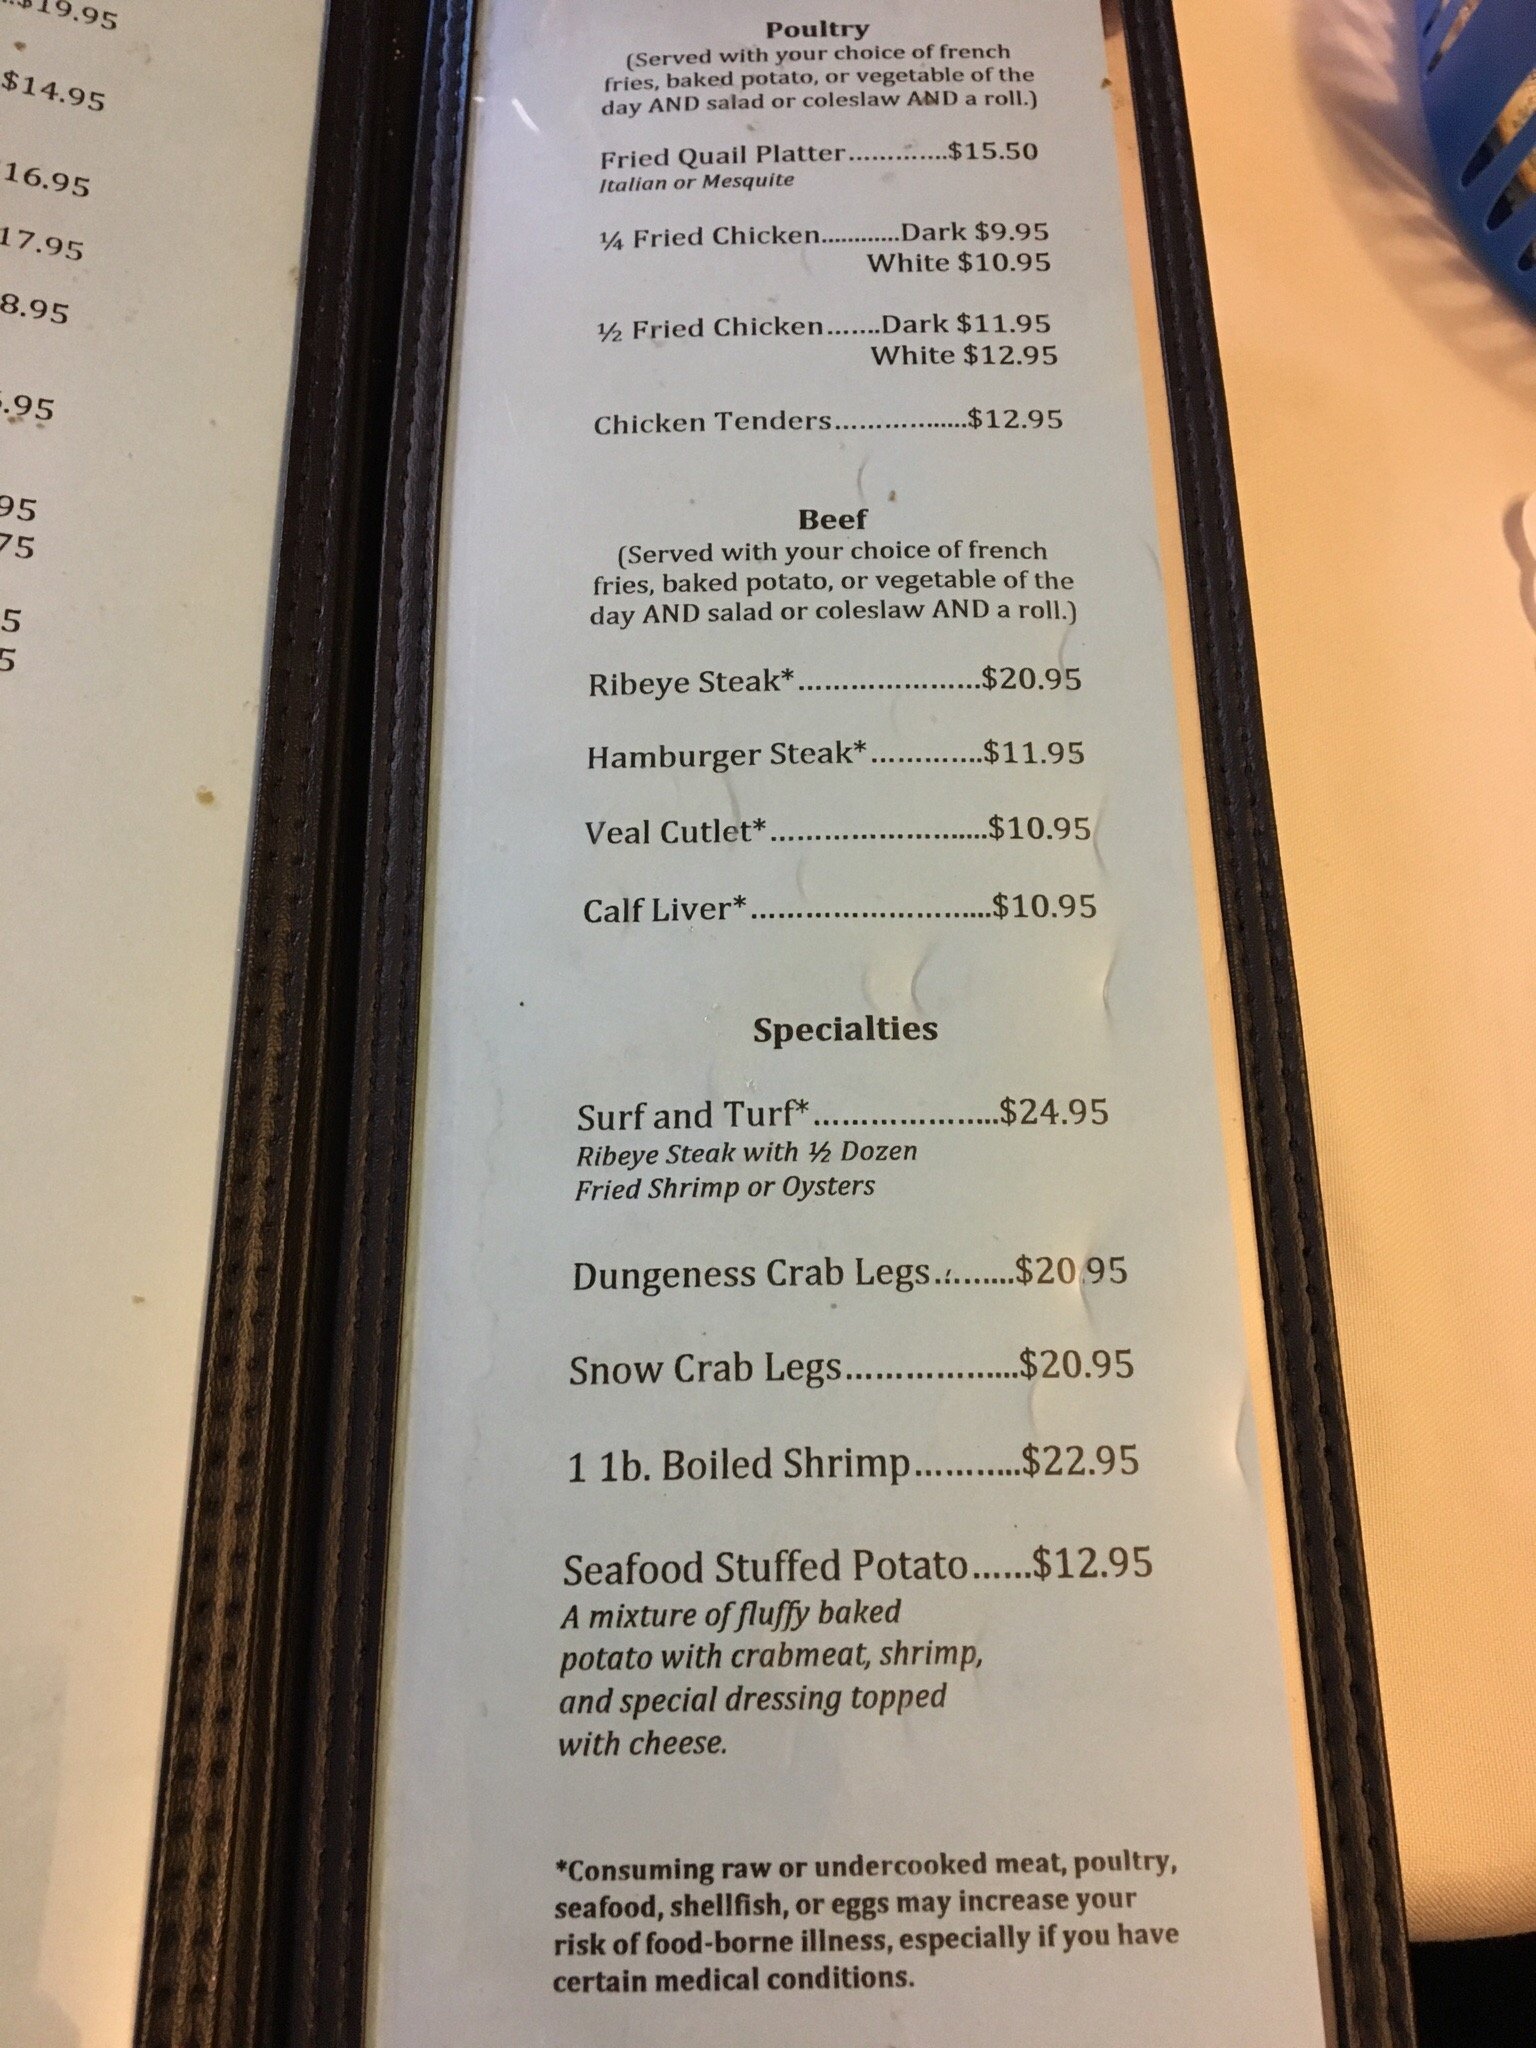 $19.95
$14.95
16.95
17.95
8.95
.95
95
75
5
5
Poultry
(Served with your choice of french
fries, baked potato, or vegetable of the
day AND salad or coleslaw AND a roll.)
Fried Quail Platter.............$15.50
Italian or Mesquite
¼ Fried Chicken............Dark $9.95
White $10.95
½ Fried Chicken.......Dark $11.95
White $12.95
Chicken Tenders..................$12.95
Beef
(Served with your choice of french
fries, baked potato, or vegetable of the
day AND salad or coleslaw AND a roll.)
Ribeye Steak*.....................$20.95
Hamburger Steak*.............$11.95
Veal Cutlet*.........................$10.95
Calf Liver*............................$10.95
Specialties
Surf and Turf*.....................$24.95
Ribeye Steak with ½ Dozen
Fried Shrimp or Oysters
Dungeness Crab Legs..........$20.95
Snow Crab Legs...................$20.95
1 1b. Boiled Shrimp............$22.95
Seafood Stuffed Potato......$12.95
A mixture of fluffy baked
potato with crabmeat, shrimp,
and special dressing topped
with cheese.
*Consuming raw or undercooked meat, poultry,
seafood, shellfish, or eggs may increase your
risk of food-borne illness, especially if you have
certain medical conditions.